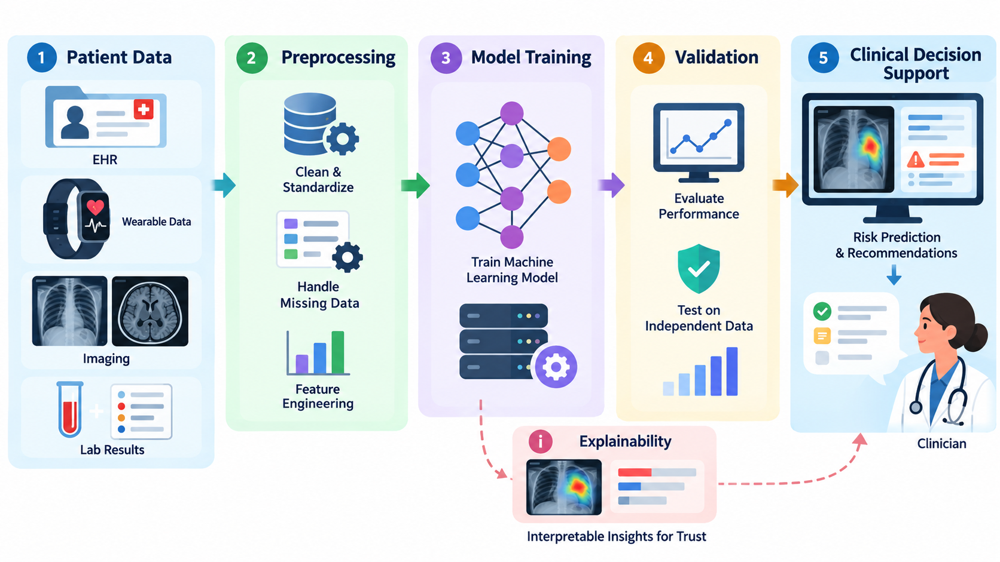 1 Patient Data
EHR
Wearable Data
Imaging
Lab Results
2 Preprocessing
Clean &
Standardize
Handle
Missing Data
Feature
Engineering
3 Model Training
Train Machine
Learning Model
4 Validation
Evaluate
Performance
Test on
Independent Data
5 Clinical Decision
Support
Risk Prediction
& Recommendations
Clinician
i Explainability
Interpretable Insights for Trust